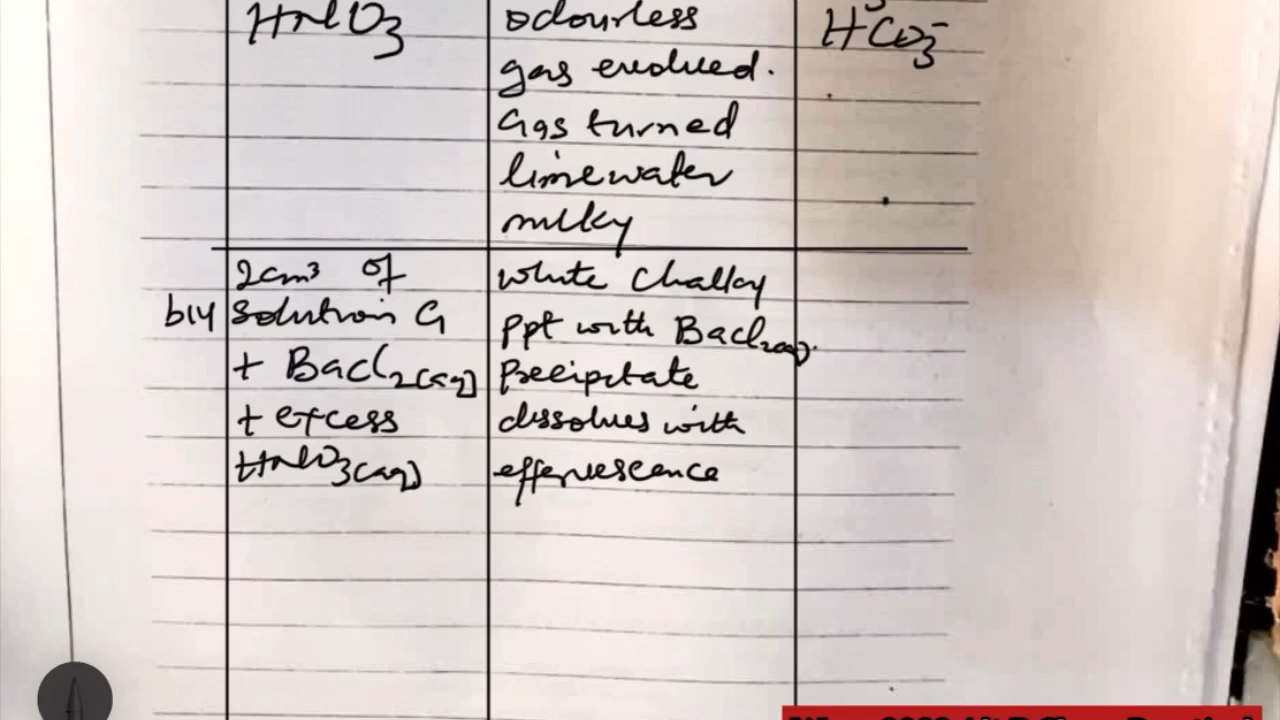 HNO3 odourless HCO3-
gas evolved.
Gas turned
limewater
milky
2cm³ of white Chalky
biy solution G ppt with BaCl2(aq).
+ BaCl2(aq) Precipitate
+ excess dissolves with
HNO3(aq) effervescence